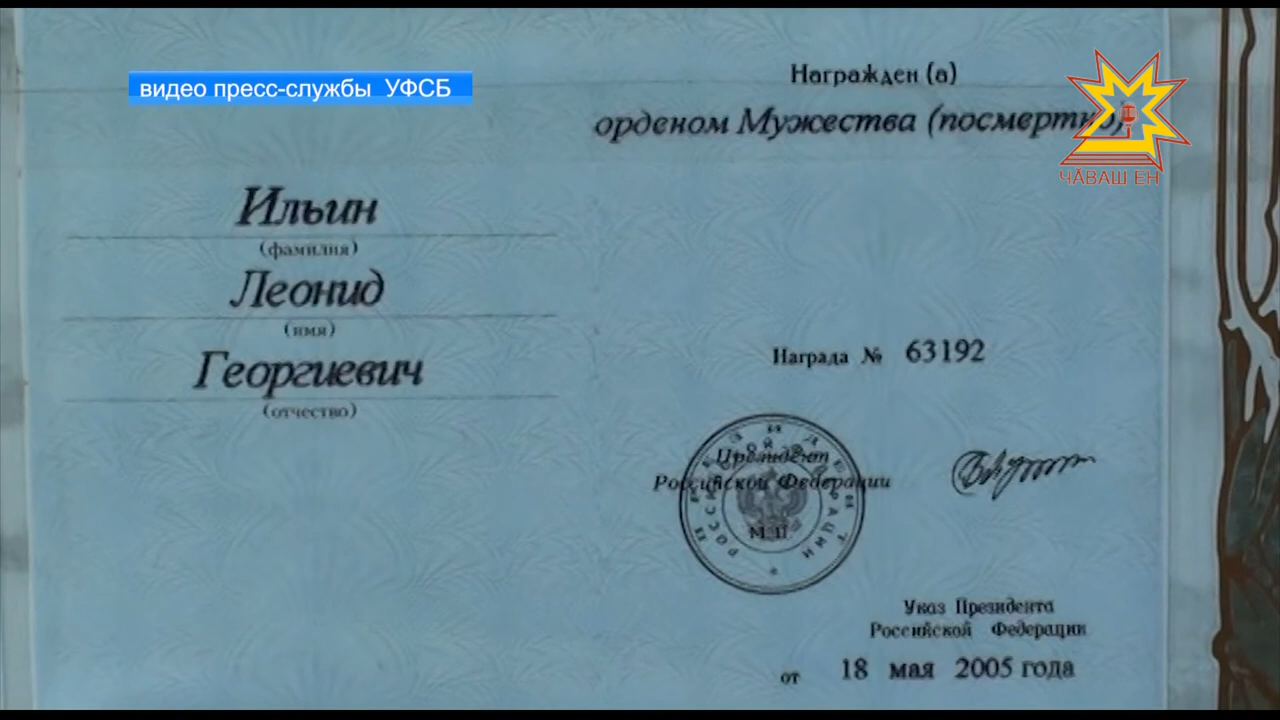 видео пресс-службы УФСБ
ЧӐВАШ ЕН
Ильин
(фамилия)
Леонид
(имя)
Георгиевич
(отчество)
Награжден (а)
орденом Мужества (посмертно)
Награда № 63192
Президент
Российской Федерации
М.П.
Указ Президента
Российской Федерации
от 18 мая 2005 года